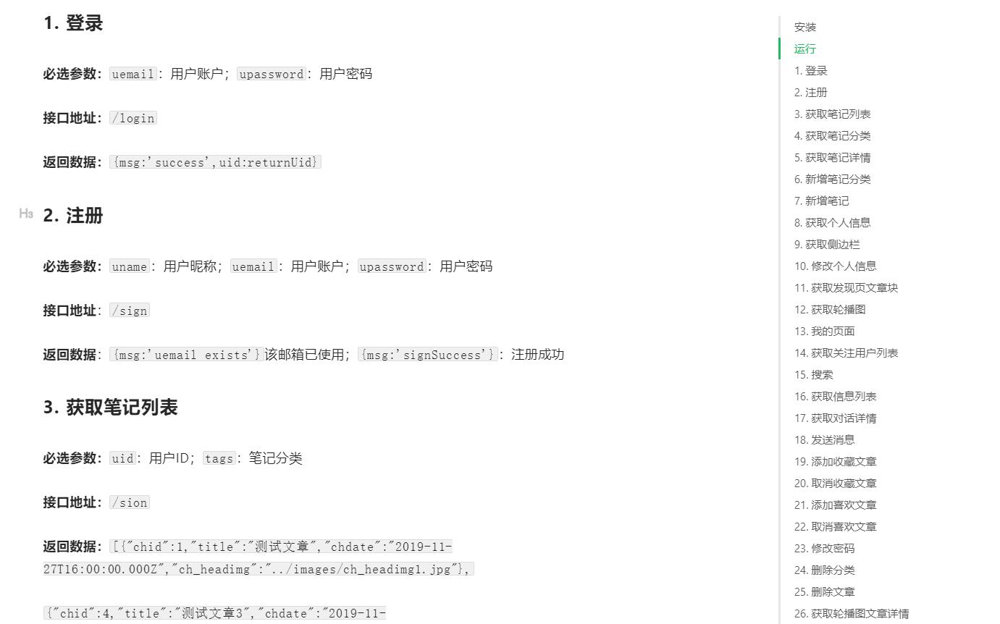 1. 登录
必选参数：uemail：用户账户；upassword：用户密码
接口地址：/login
返回数据：{msg:'success',uid:returnUid}
H3 2. 注册
必选参数：uname：用户昵称；uemail：用户账户；upassword：用户密码
接口地址：/sign
返回数据：{msg:'uemail exists'}该邮箱已使用；{msg:'signSuccess'}：注册成功
3. 获取笔记列表
必选参数：uid：用户ID；tags：笔记分类
接口地址：/sion
返回数据：[{"chid":1,"title":"测试文章","chdate":"2019-11-
27T16:00:00.000Z","ch_headimg":"../images/ch_headimg1.jpg"},
{"chid":4,"title":"测试文章3","chdate":"2019-11-
安装
运行
1. 登录
2. 注册
3. 获取笔记列表
4. 获取笔记分类
5. 获取笔记详情
6. 新增笔记分类
7. 新增笔记
8. 获取个人信息
9. 获取侧边栏
10. 修改个人信息
11. 获取发现页文章块
12. 获取轮播图
13. 我的页面
14. 获取关注用户列表
15. 搜索
16. 获取信息列表
17. 获取对话详情
18. 发送消息
19. 添加收藏文章
20. 取消收藏文章
21. 添加喜欢文章
22. 取消喜欢文章
23. 修改密码
24. 删除分类
25. 删除文章
26. 获取轮播图文章详情